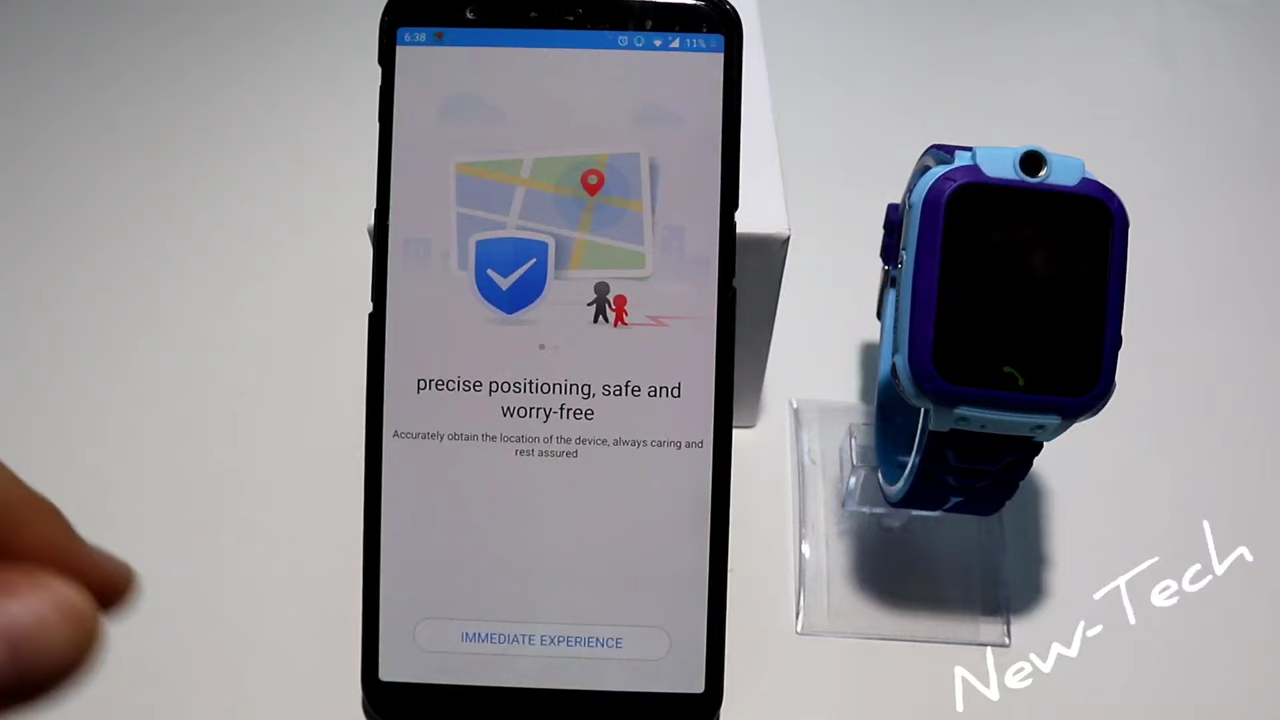 6:38
11%
precise positioning, safe and
worry-free
Accurately obtain the location of the device, always caring and
rest assured
IMMEDIATE EXPERIENCE
New-Tech